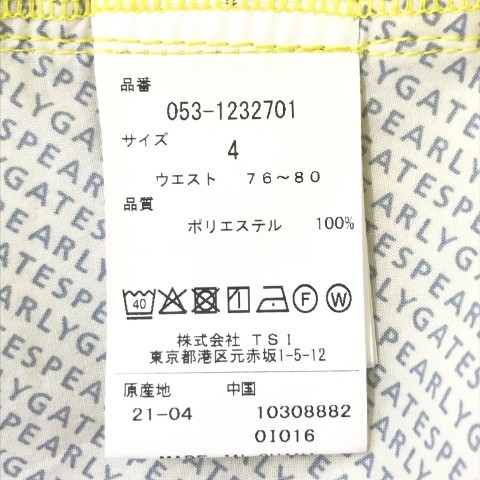 品番
053-1232701
サイズ
4
ウエスト 76~80
品質
ポリエステル 100%
40
F W
株式会社 TSI
東京都港区元赤坂1-5-12
原産地 中国
21-04 10308882
01016
PEARLYGATES